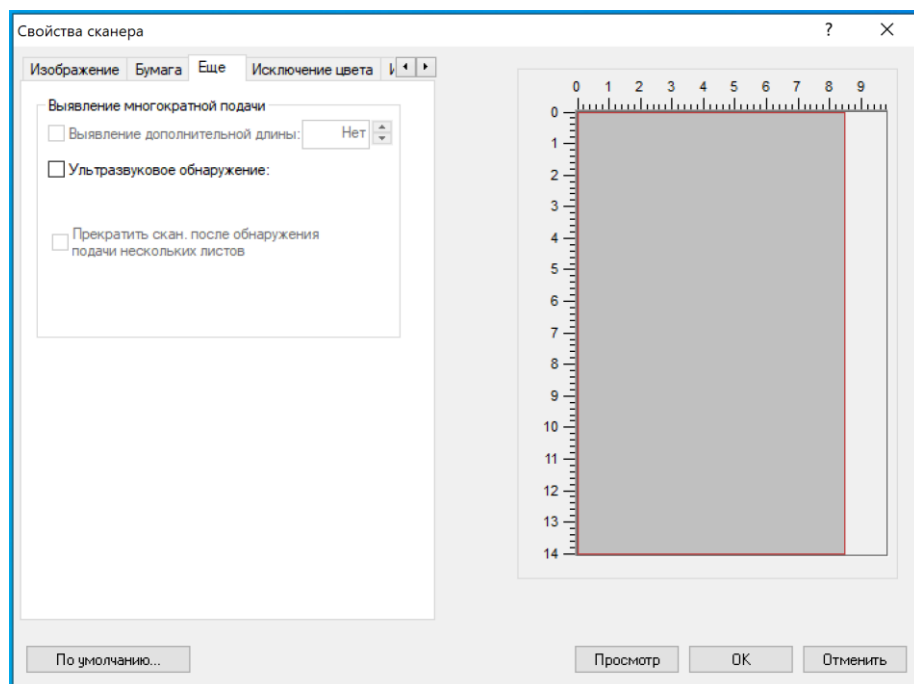 Свойства сканера ? ×
Изображение Бумага Еще Исключение цвета
Выявление многократной подачи
Выявление дополнительной длины: Нет
Ультразвуковое обнаружение:
Прекратить скан. после обнаружения
подачи нескольких листов
0 1 2 3 4 5 6 7 8 9
0
1
2
3
4
5
6
7
8
9
10
11
12
13
14
По умолчанию...
Просмотр OK Отменить